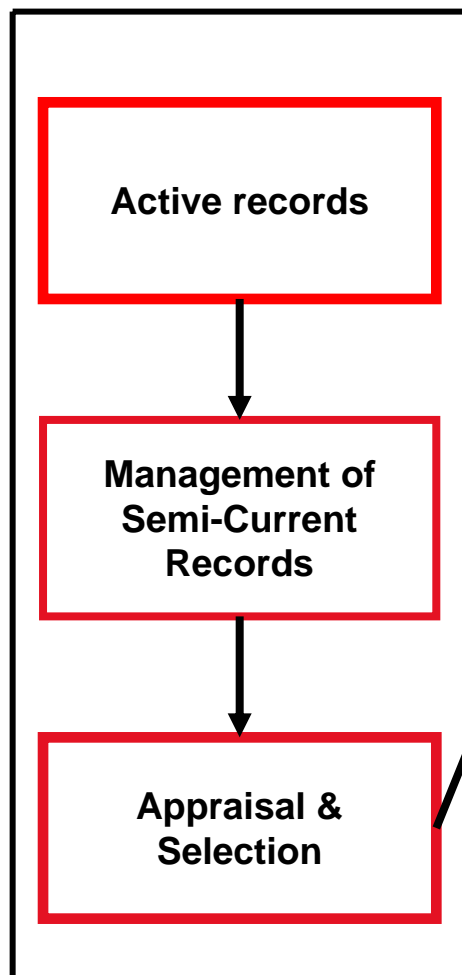 Active records
Management of
Semi-Current
Records
Appraisal &
Selection